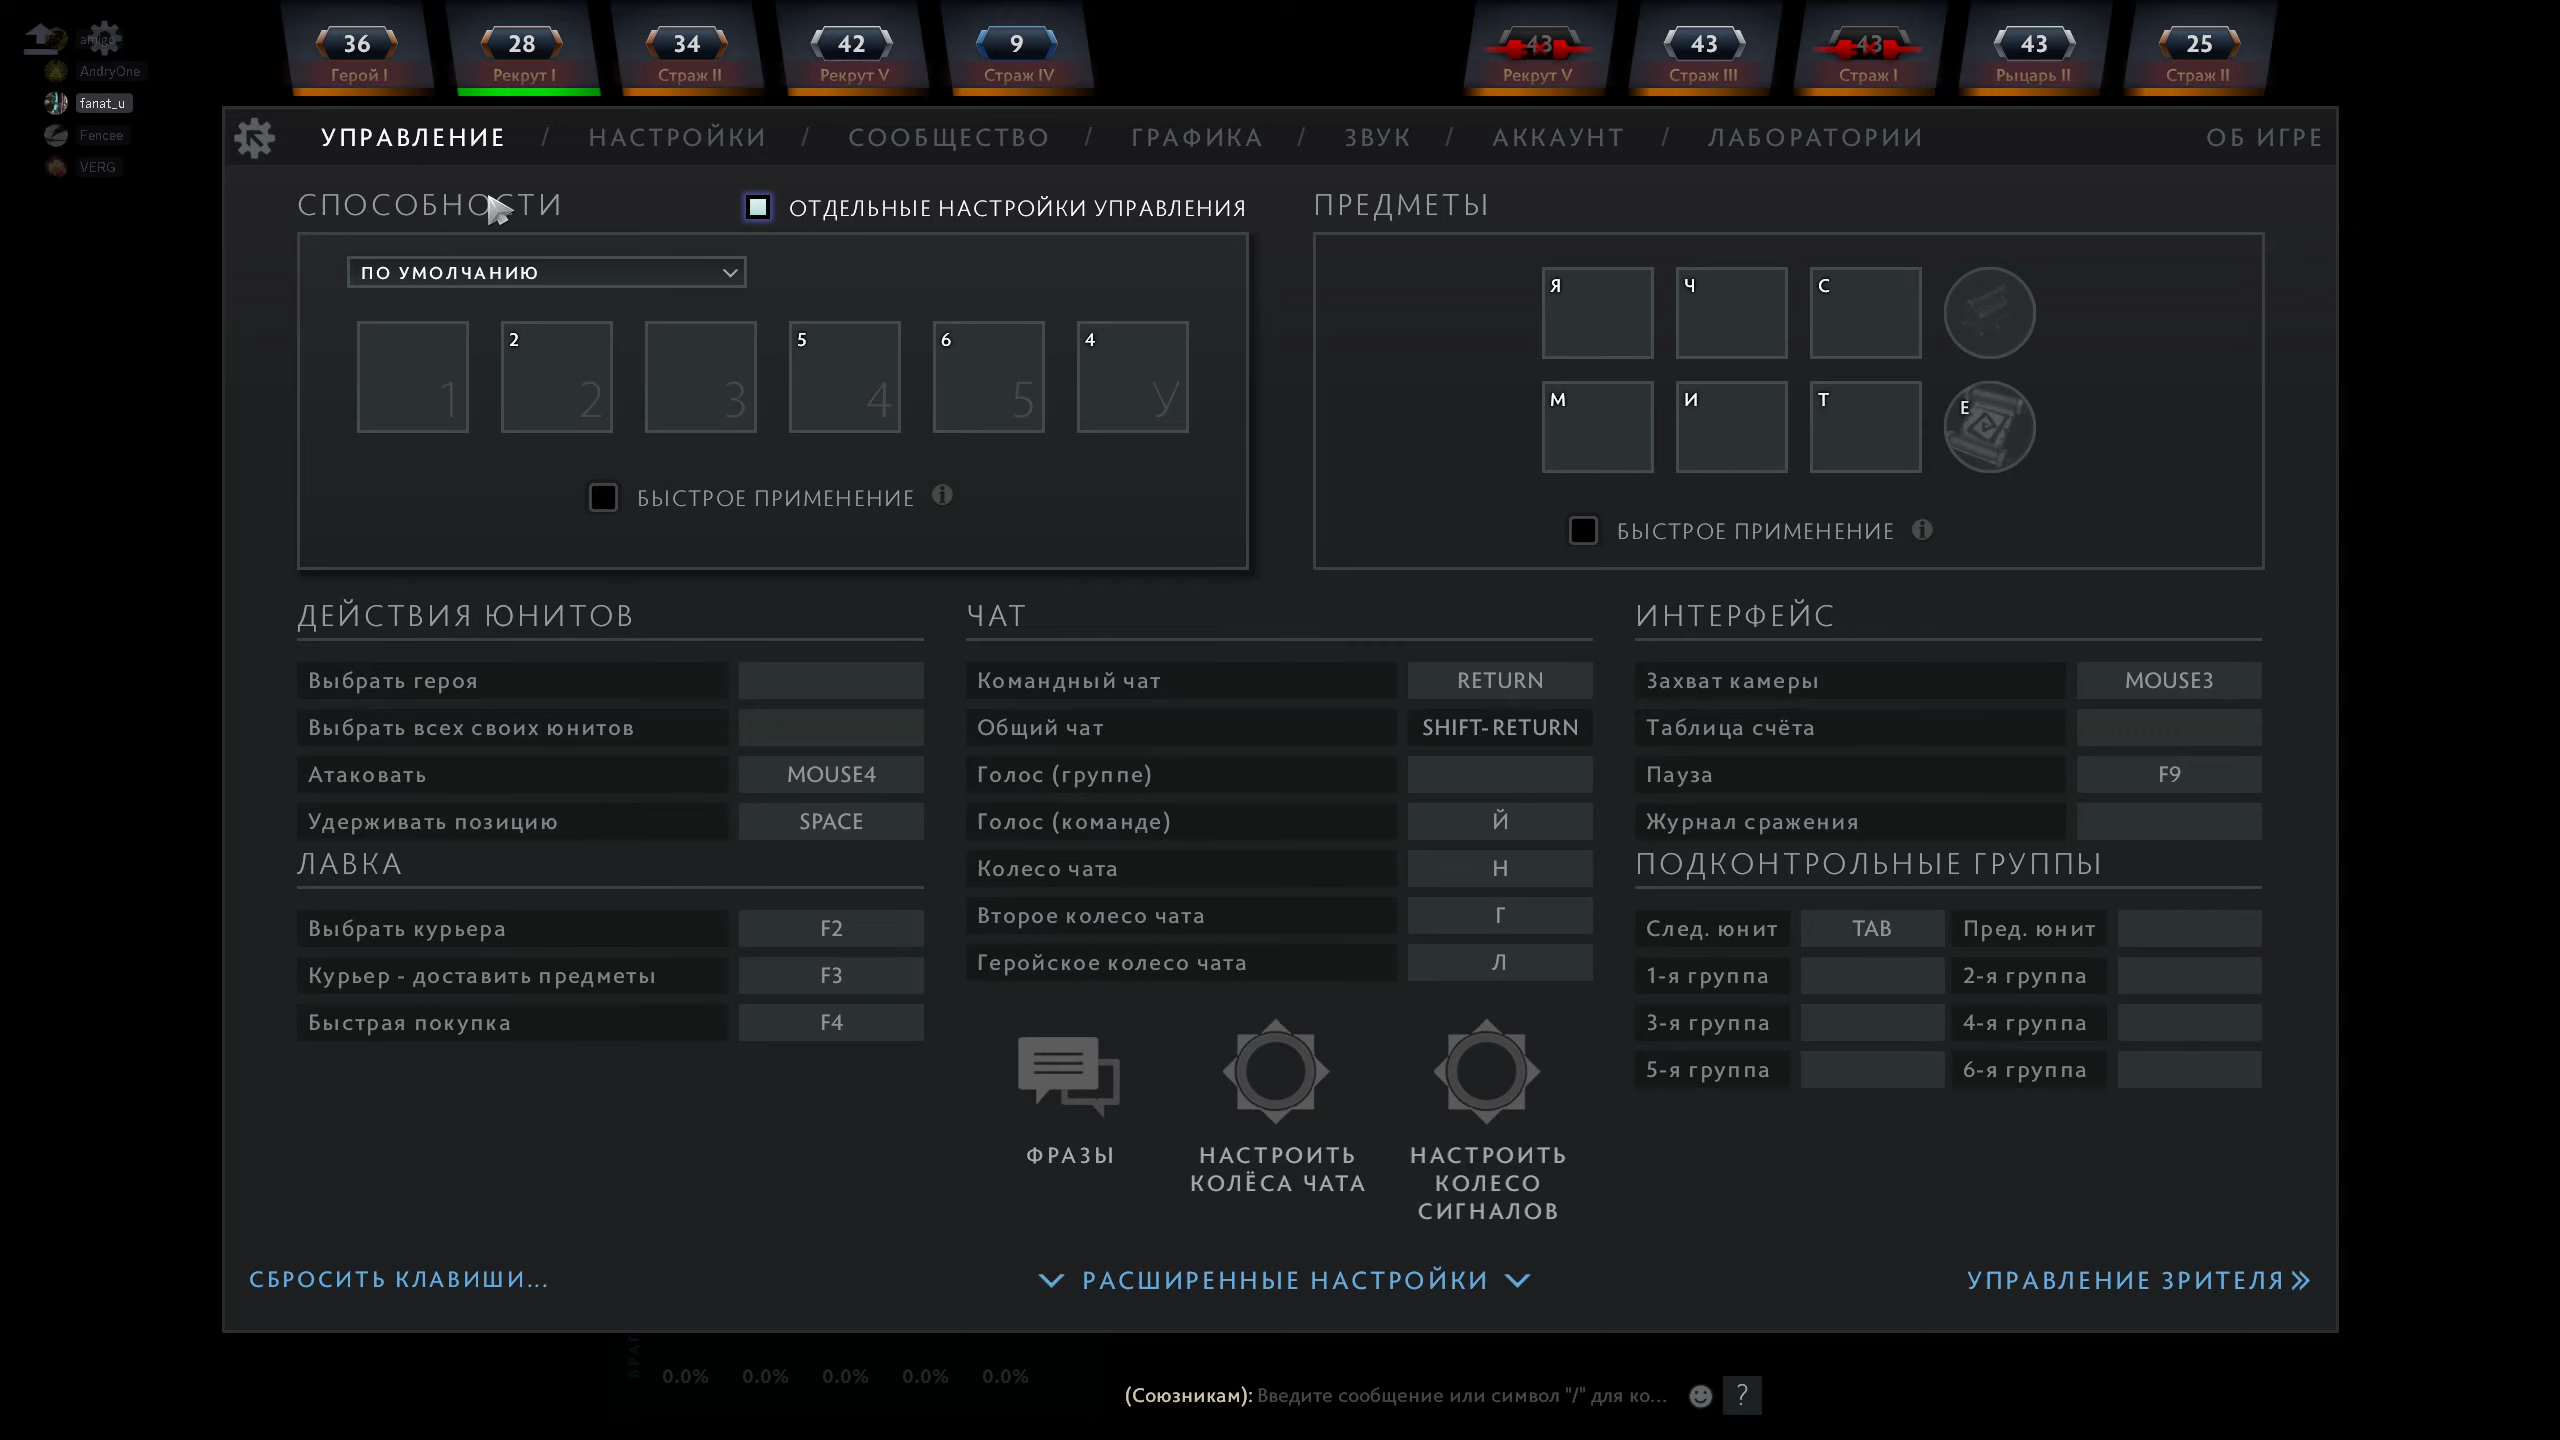 36 28 34 42 9 43 43 43 43 25
Герой I Рекрут I Страж II Рекрут V Страж IV Рекрут V Страж III Страж I Рыцарь II Страж II
amigo
AndryOne
fanat_u
Fencee
VERG
УПРАВЛЕНИЕ / НАСТРОЙКИ / СООБЩЕСТВО / ГРАФИКА / ЗВУК / АККАУНТ / ЛАБОРАТОРИИ ОБ ИГРЕ
СПОСОБНОСТИ
ОТДЕЛЬНЫЕ НАСТРОЙКИ УПРАВЛЕНИЯ
ПО УМОЛЧАНИЮ
2 5 6 4
1 2 3 4 5 У
БЫСТРОЕ ПРИМЕНЕНИЕ
ПРЕДМЕТЫ
Я Ч С
М И Т Е
БЫСТРОЕ ПРИМЕНЕНИЕ
ДЕЙСТВИЯ ЮНИТОВ
Выбрать героя
Выбрать всех своих юнитов
Атаковать MOUSE4
Удерживать позицию SPACE
ЛАВКА
Выбрать курьера F2
Курьер - доставить предметы F3
Быстрая покупка F4
ЧАТ
Командный чат RETURN
Общий чат SHIFT-RETURN
Голос (группе)
Голос (команде) Й
Колесо чата Н
Второе колесо чата Г
Геройское колесо чата Л
ФРАЗЫ
НАСТРОИТЬ
КОЛЁСА ЧАТА
НАСТРОИТЬ
КОЛЕСО
СИГНАЛОВ
ИНТЕРФЕЙС
Захват камеры MOUSE3
Таблица счёта
Пауза F9
Журнал сражения
ПОДКОНТРОЛЬНЫЕ ГРУППЫ
След. юнит TAB Пред. юнит
1-я группа 2-я группа
3-я группа 4-я группа
5-я группа 6-я группа
СБРОСИТЬ КЛАВИШИ...
РАСШИРЕННЫЕ НАСТРОЙКИ
УПРАВЛЕНИЕ ЗРИТЕЛЯ
0.0% 0.0% 0.0% 0.0% 0.0%
(Союзникам): Введите сообщение или символ "/" для ко...
?